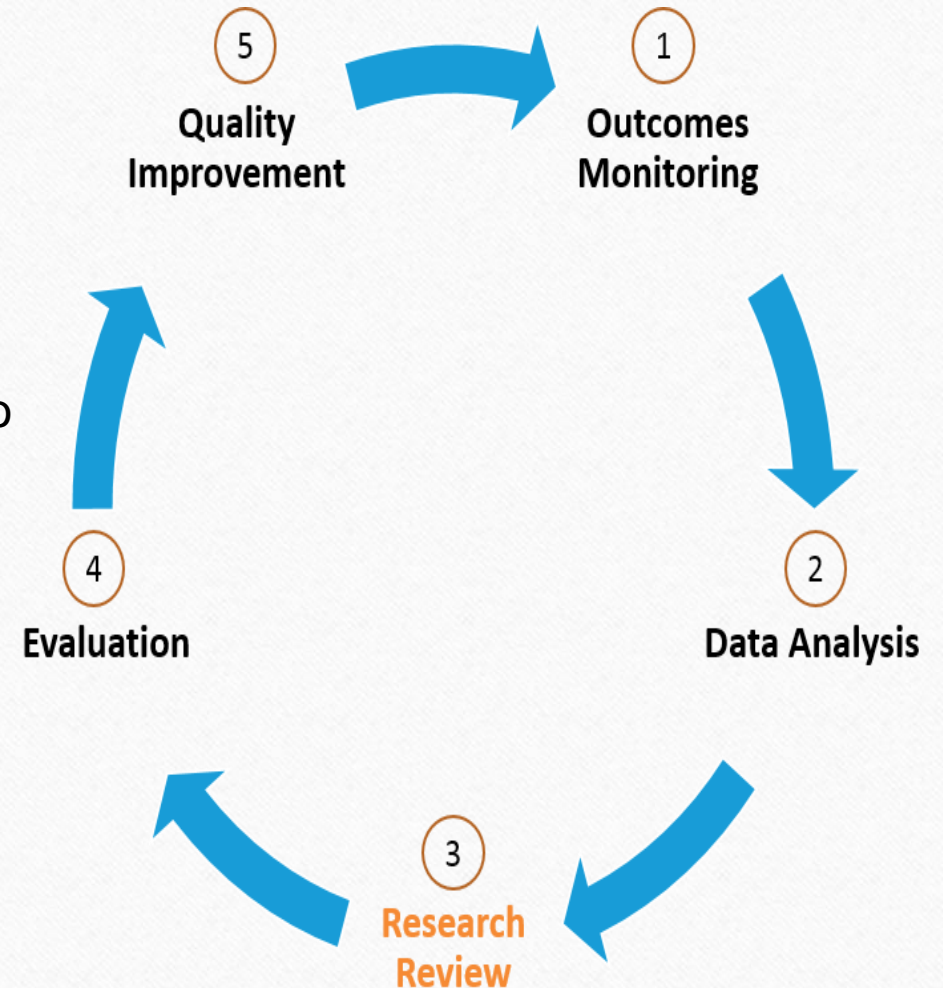 5
Quality
Improvement
1
Outcomes
Monitoring
2
Data Analysis
3
Research
Review
4
Evaluation